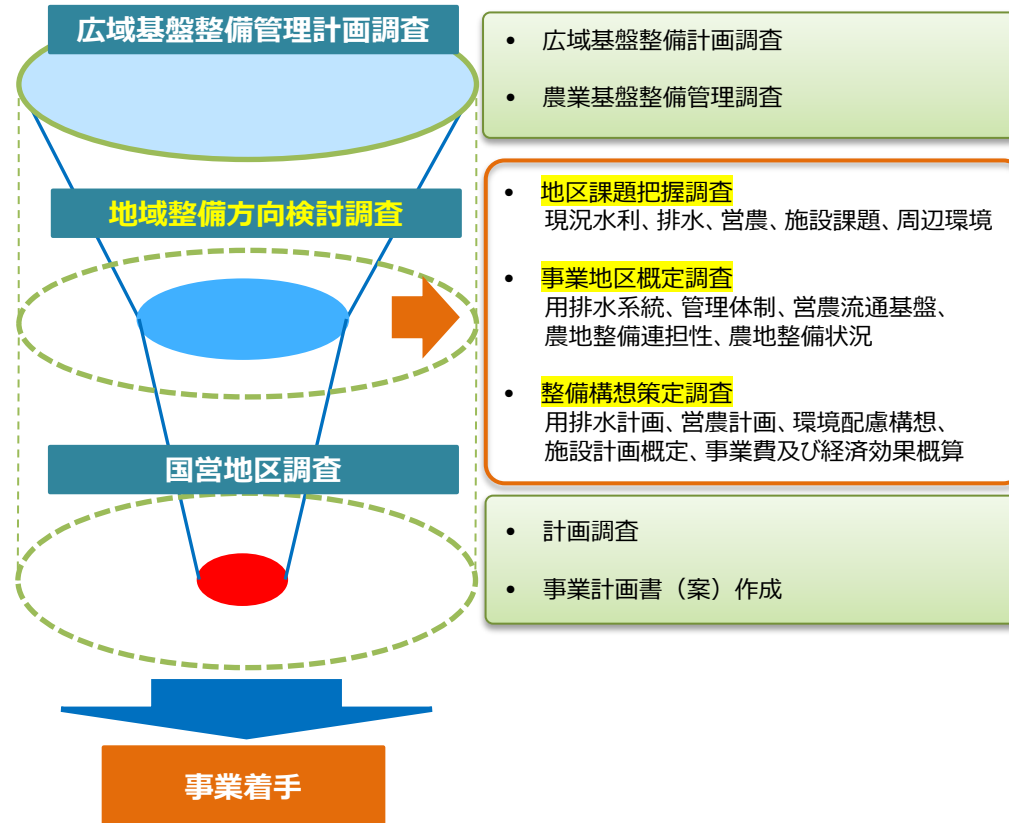 広域基盤整備管理計画調査
• 広域基盤整備計画調査
• 農業基盤整備管理調査
地域整備方向検討調査
• 地区課題把握調査
現況水利、排水、営農、施設課題、周辺環境
• 事業地区概定調査
用排水系統、管理体制、営農流通基盤、
農地整備連担性、農地整備状況
• 整備構想策定調査
用排水計画、営農計画、環境配慮構想、
施設計画概定、事業費及び経済効果概算
国営地区調査
• 計画調査
• 事業計画書（案）作成
事業着手